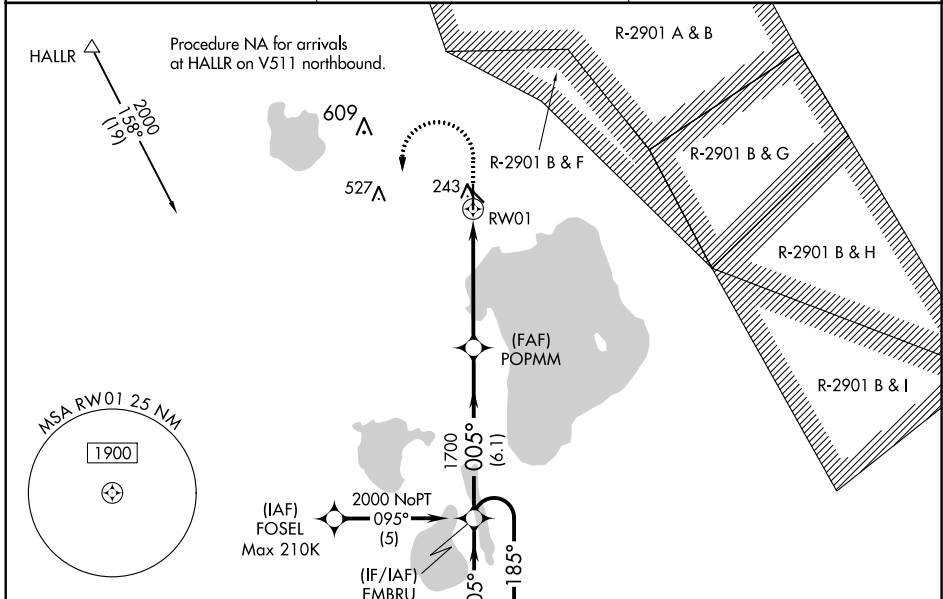 HALLR
2000
158°
(19)
Procedure NA for arrivals
at HALLR on V511 northbound.
609
527
243
RW01
R-2901 A & B
R-2901 B & F
R-2901 B & G
R-2901 B & H
R-2901 B & I
(FAF)
POPMM
1700
005°
(6.1)
MSA RW01 25 NM
1900
(IAF)
FOSEL
Max 210K
2000 NoPT
095°
(5)
(IF/IAF)
EMBRU
185°